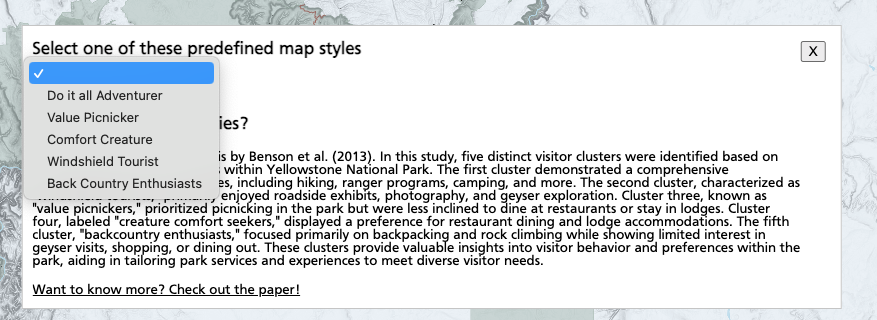 Select one of these predefined map styles
X
✓
Do it all Adventurer
Value Picnicker
Comfort Creature
Windshield Tourist
Back Country Enthusiasts
ies?
is by Benson et al. (2013). In this study, five distinct visitor clusters were identified based on
s within Yellowstone National Park. The first cluster demonstrated a comprehensive
es, including hiking, ranger programs, camping, and more. The second cluster, characterized as
enjoyed roadside exhibits, photography, and geyser exploration. Cluster three, known as
"value picnickers," prioritized picnicking in the park but were less inclined to dine at restaurants or stay in lodges. Cluster
four, labeled "creature comfort seekers," displayed a preference for restaurant dining and lodge accommodations. The fifth
cluster, "backcountry enthusiasts," focused primarily on backpacking and rock climbing while showing limited interest in
geyser visits, shopping, or dining out. These clusters provide valuable insights into visitor behavior and preferences within the
park, aiding in tailoring park services and experiences to meet diverse visitor needs.
Want to know more? Check out the paper!